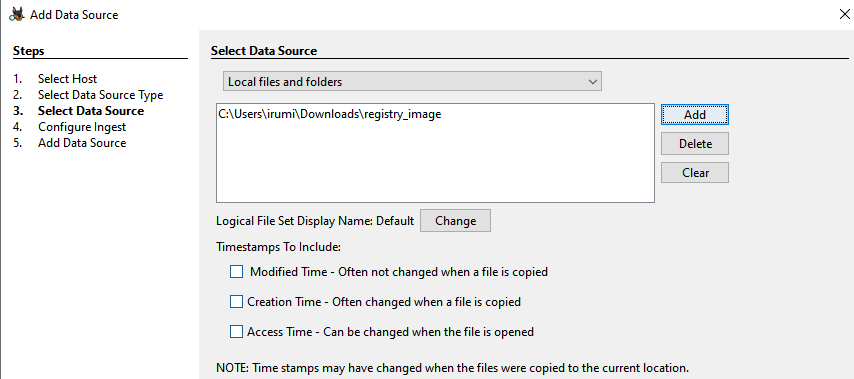 Add Data Source
Steps
1. Select Host
2. Select Data Source Type
3. Select Data Source
4. Configure Ingest
5. Add Data Source
Select Data Source
Local files and folders
C:\Users\irumi\Downloads\registry_image
Add
Delete
Clear
Logical File Set Display Name: Default
Change
Timestamps To Include:
Modified Time - Often not changed when a file is copied
Creation Time - Often changed when a file is copied
Access Time - Can be changed when the file is opened
NOTE: Time stamps may have changed when the files were copied to the current location.